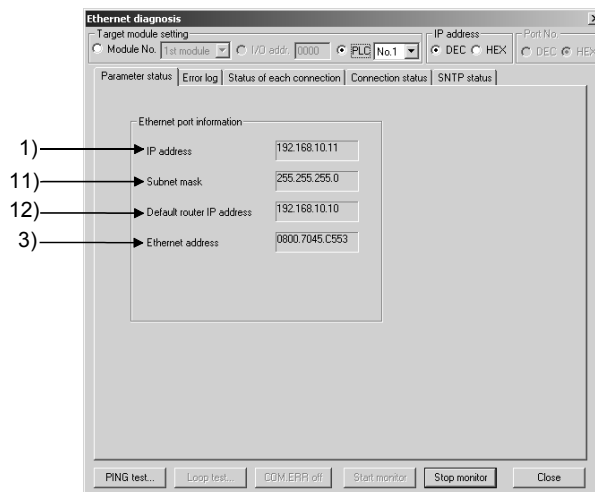 Ethernet diagnosis
Target module setting
Module No. 1st module I/O addr. 0000 PLC No.1
IP address
DEC HEX
Port No.
DEC HEX
Parameter status Error log Status of each connection Connection status SNTP status
Ethernet port information
1) IP address 192.168.10.11
11) Subnet mask 255.255.255.0
12) Default router IP address 192.168.10.10
3) Ethernet address 0800.7045.C553
PING test... Loop test... COM.ERR off Start monitor Stop monitor Close